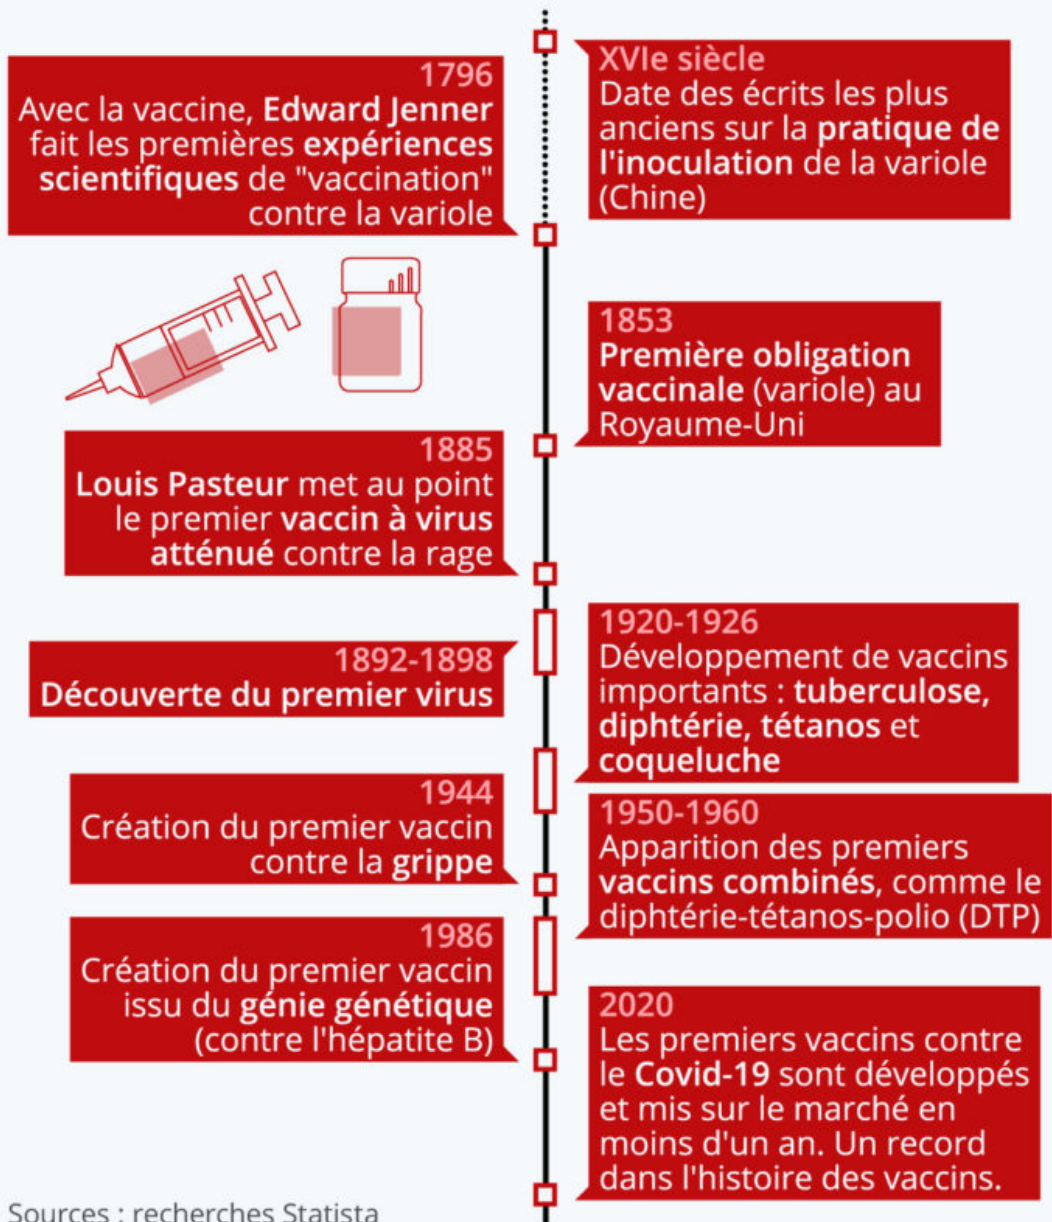 XVIe siècle
Date des écrits les plus
anciens sur la pratique de
l'inoculation de la variole
(Chine)
1796
Avec la vaccine, Edward Jenner
fait les premières expériences
scientifiques de "vaccination"
contre la variole
1853
Première obligation
vaccinale (variole) au
Royaume-Uni
1885
Louis Pasteur met au point
le premier vaccin à virus
atténué contre la rage
1892-1898
Découverte du premier virus
1920-1926
Développement de vaccins
importants : tuberculose,
diphtérie, tétanos et
coqueluche
1944
Création du premier vaccin
contre la grippe
1950-1960
Apparition des premiers
vaccins combinés, comme le
diphtérie-tétanos-polio (DTP)
1986
Création du premier vaccin
issu du génie génétique
(contre l'hépatite B)
2020
Les premiers vaccins contre
le Covid-19 sont développés
et mis sur le marché en
moins d'un an. Un record
dans l'histoire des vaccins.
Sources : recherches Statista